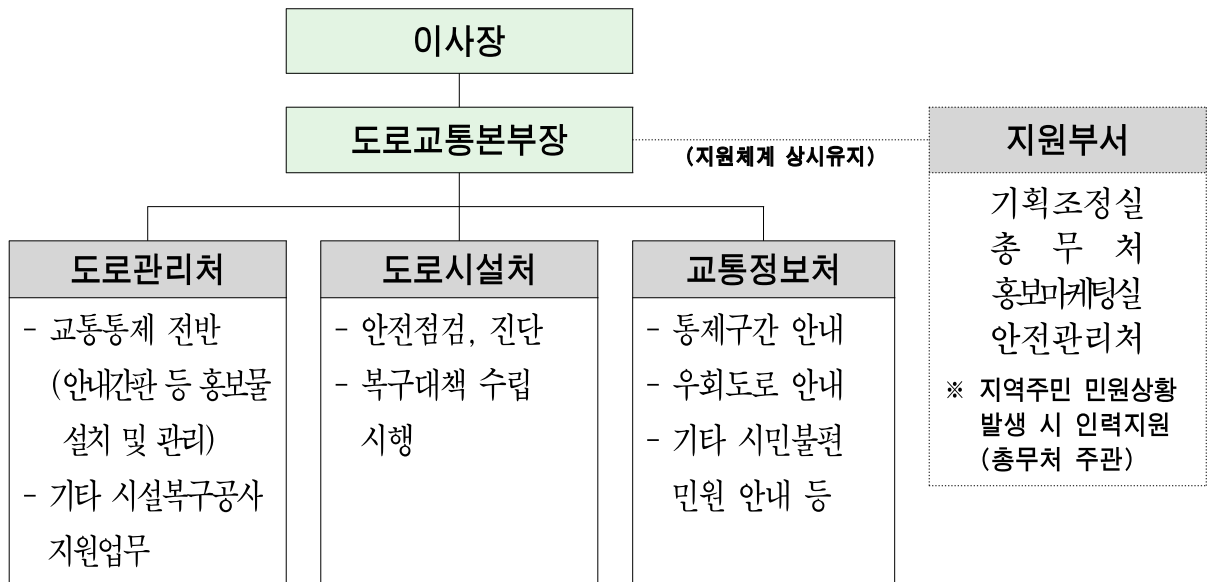 이사장
도로교통본부장
(지원체계 상시유지)
지원부서
기획조정실
총 무 처
홍보마케팅실
안전관리처
※ 지역주민 민원상황
발생 시 인력지원
(총무처 주관)
도로관리처
- 교통통제 전반
(안내간판 등 홍보물
설치 및 관리)
- 기타 시설복구공사
지원업무
도로시설처
- 안전점검, 진단
- 복구대책 수립
시행
교통정보처
- 통제구간 안내
- 우회도로 안내
- 기타 시민불편
민원 안내 등